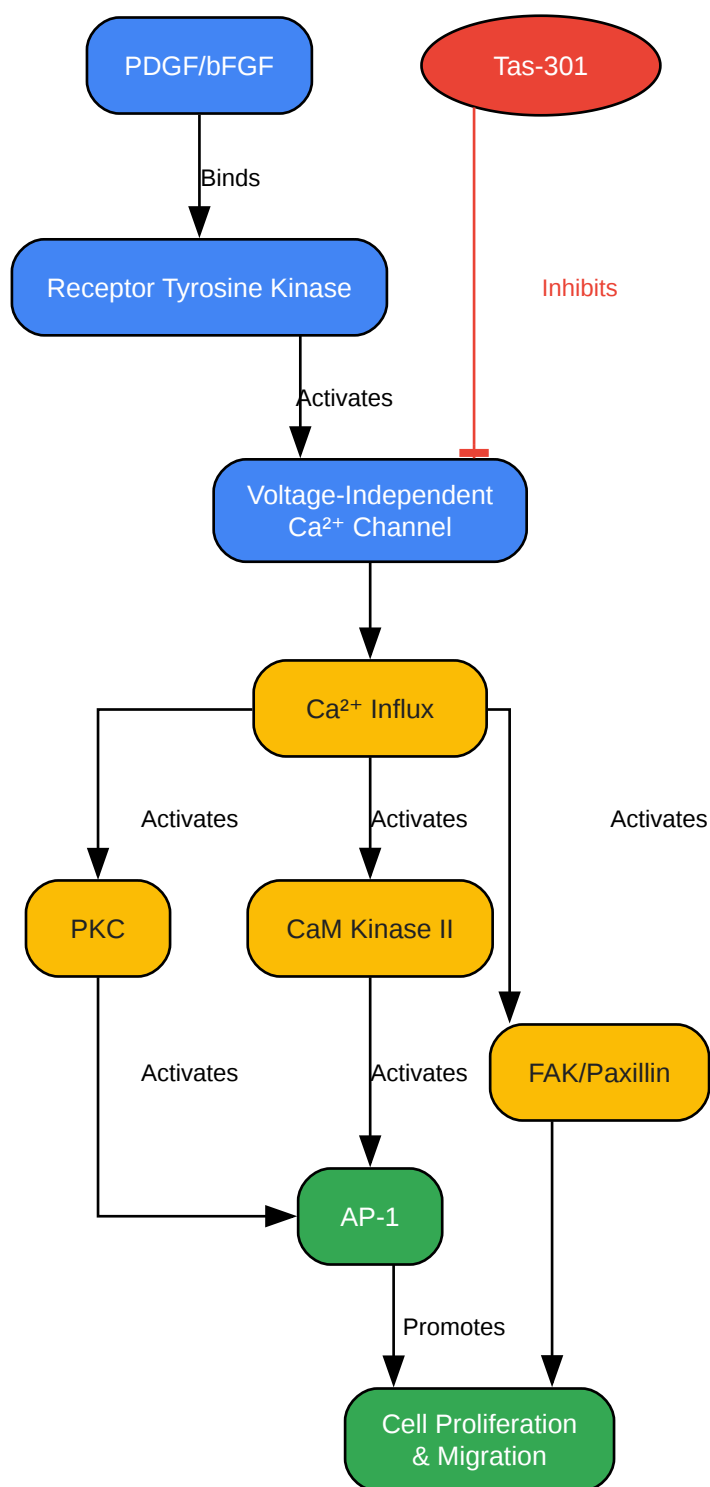 PDGF/bFGF
Tas-301
Binds
Receptor Tyrosine Kinase
Inhibits
Activates
Voltage-Independent
Ca²⁺ Channel
Ca²⁺ Influx
Activates
Activates
Activates
PKC
CaM Kinase II
Activates
Activates
FAK/Paxillin
AP-1
Promotes
Cell Proliferation
& Migration